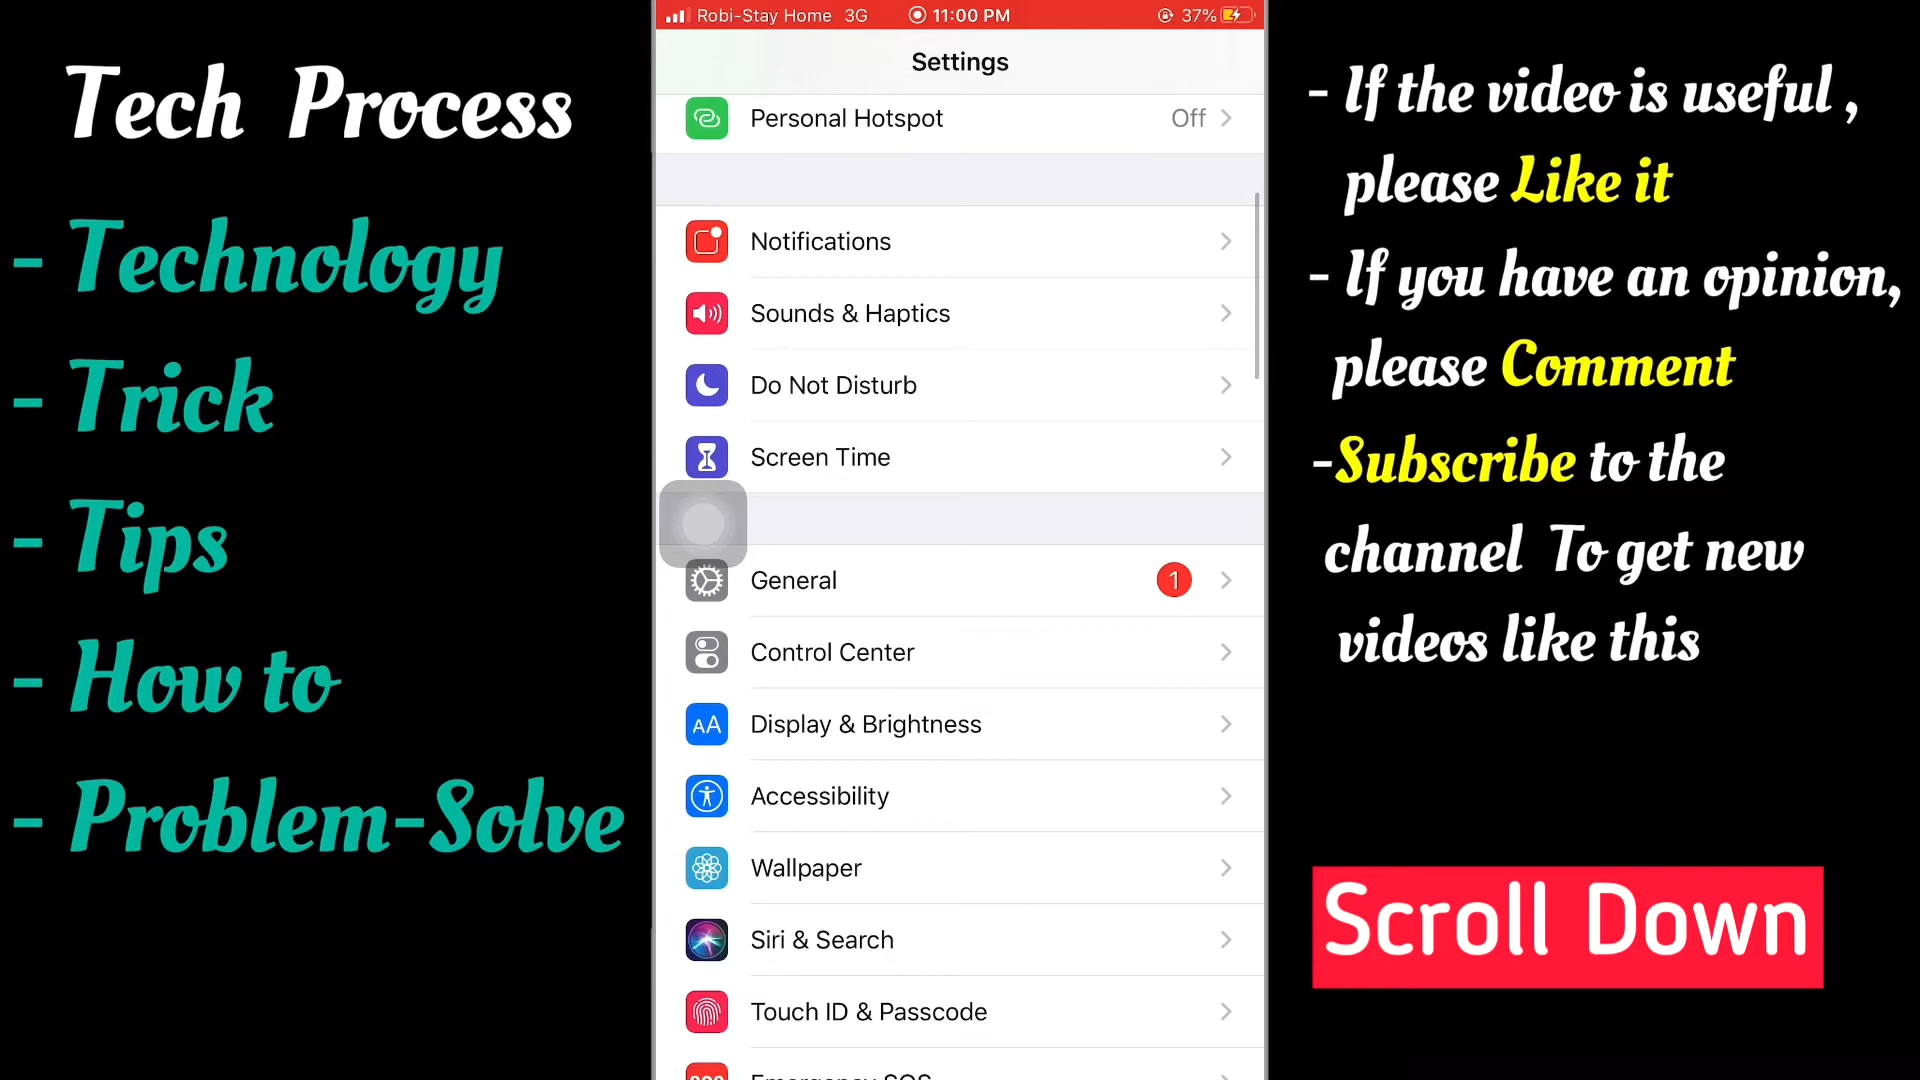 Tech Process
- Technology
- Trick
- Tips
- How to
- Problem-Solve
Robi-Stay Home 3G 11:00 PM 37%
Settings
Personal Hotspot Off
Notifications
Sounds & Haptics
Do Not Disturb
Screen Time
General 1
Control Center
AA Display & Brightness
Accessibility
Wallpaper
Siri & Search
Touch ID & Passcode
Emergency SOS
- If the video is useful ,
please Like it
- If you have an opinion,
please Comment
-Subscribe to the
channel To get new
videos like this
Scroll Down